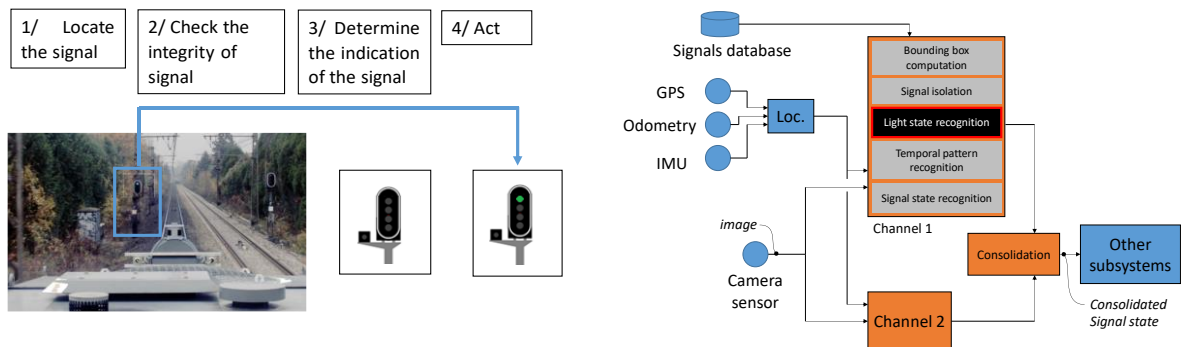 1/ Locate
the signal
2/ Check the
integrity of
signal
3/ Determine
the indication
of the signal
4/ Act
Signals database
GPS
Odometry
IMU
Loc.
Bounding box
computation
Signal isolation
Light state recognition
Temporal pattern
recognition
Signal state recognition
Channel 1
image
Camera
sensor
Channel 2
Consolidation
Other
subsystems
Consolidated
Signal state